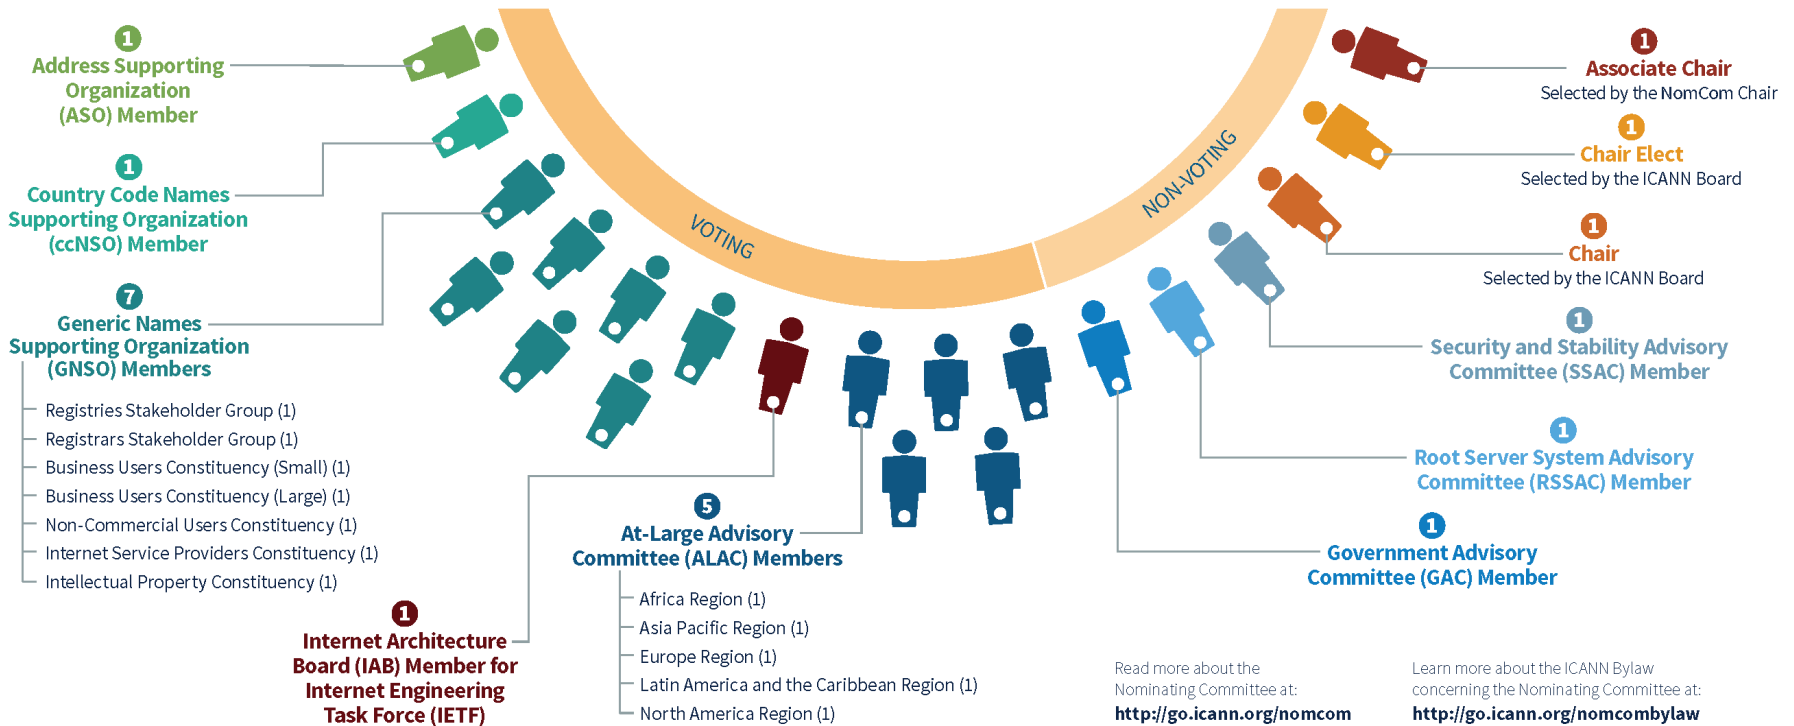 1
Address Supporting
Organization
(ASO) Member
1
Country Code Names
Supporting Organization
(ccNSO) Member
7
Generic Names
Supporting Organization
(GNSO) Members
Registries Stakeholder Group (1)
Registrars Stakeholder Group (1)
Business Users Constituency (Small) (1)
Business Users Constituency (Large) (1)
Non-Commercial Users Constituency (1)
Internet Service Providers Constituency (1)
Intellectual Property Constituency (1)
1
Internet Architecture
Board (IAB) Member for
Internet Engineering
Task Force (IETF)
VOTING
NON-VOTING
5
At-Large Advisory
Committee (ALAC) Members
Africa Region (1)
Asia Pacific Region (1)
Europe Region (1)
Latin America and the Caribbean Region (1)
North America Region (1)
1
Associate Chair
Selected by the NomCom Chair
1
Chair Elect
Selected by the ICANN Board
1
Chair
Selected by the ICANN Board
1
Security and Stability Advisory
Committee (SSAC) Member
1
Root Server System Advisory
Committee (RSSAC) Member
1
Government Advisory
Committee (GAC) Member
Read more about the
Nominating Committee at:
http://go.icann.org/nomcom
Learn more about the ICANN Bylaw
concerning the Nominating Committee at:
http://go.icann.org/nomcombylaw